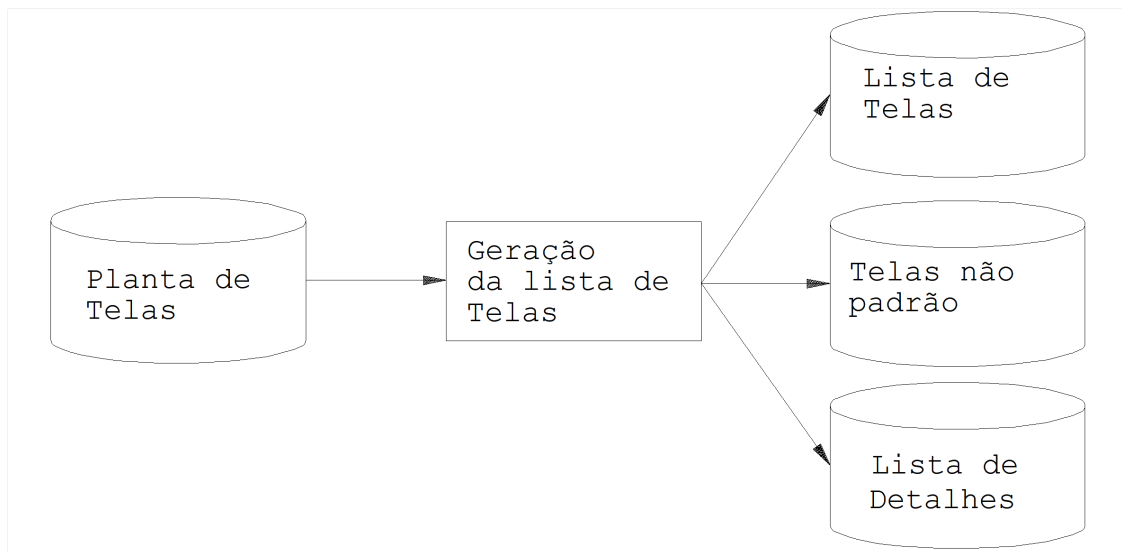 Planta de
Telas
Geração
da lista de
Telas
Lista de
Telas
Telas não
padrão
Lista de
Detalhes